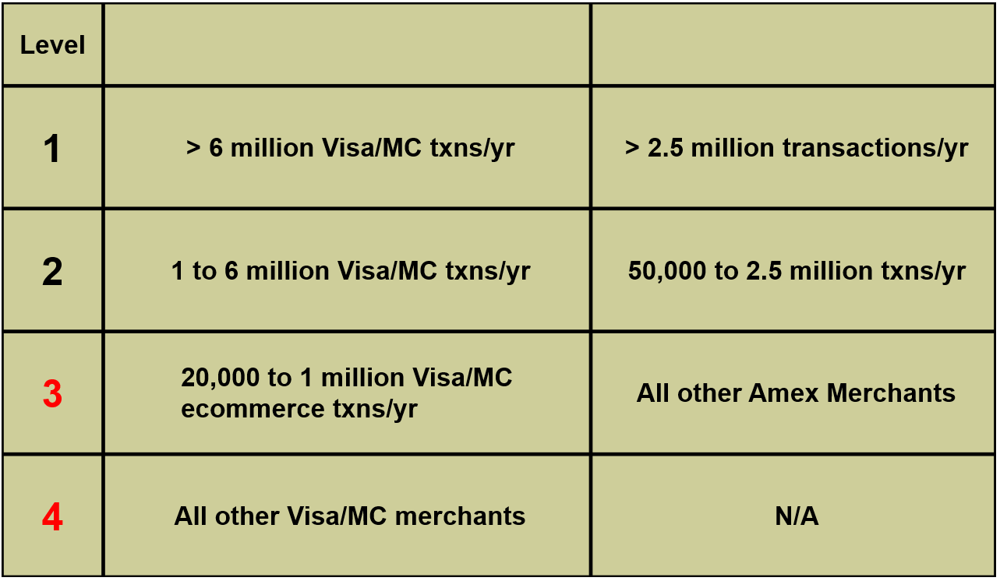 Level
1
> 6 million Visa/MC txns/yr
> 2.5 million transactions/yr
2
1 to 6 million Visa/MC txns/yr
50,000 to 2.5 million txns/yr
3
20,000 to 1 million Visa/MC
ecommerce txns/yr
All other Amex Merchants
4
All other Visa/MC merchants
N/A